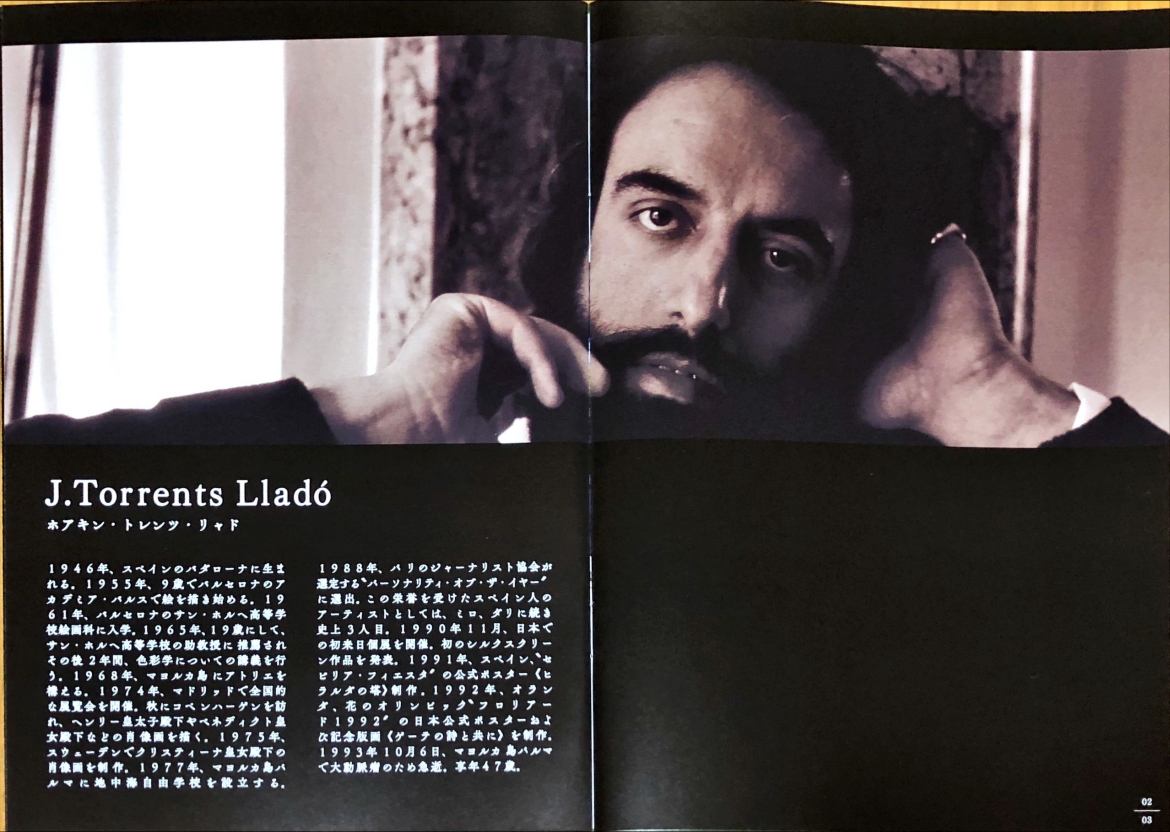 J.Torrents Lladó
ホアキン・トレンツ・リャド
1946年、スペインのバダローナに生ま
れる。1955年、9歳でバルセロナのア
カデミア・バルスで絵を描き始める。19
61年、バルセロナのサン・ホルヘ高等学
校絵画科に入学。1965年、19歳にして、
サン・ホルヘ高等学校の助教授に推薦され
その後2年間、色彩学についての講義を行
う。1968年、マヨルカ島にアトリエを
構える。1974年、マドリッドで全国的
な展覧会を開催。秋にコペンハーゲンを訪
れ、ヘンリー皇太子殿下やベネディクト皇
女殿下などの肖像画を描く。1975年、
スウェーデンでクリスティーナ皇女殿下の
肖像画を制作。1977年、マヨルカ島パ
ルマに地中海自由学校を設立する。
1988年、パリのジャーナリスト協会が
選定する〝パーソナリティ・オブ・ザ・イヤー〞
に選出。この栄誉を受けたスペイン人の
アーティストとしては、ミロ、ダリに続き
史上3人目。1990年11月、日本で
の初来日個展を開催。初のシルクスクリー
ン作品を発表。1991年、スペイン、〝セ
ビリア・フィエスタ〞の公式ポスター《ヒ
ラルダの塔》制作。1992年、オラン
ダ、花のオリンピック〝フロリアー
ド1992〞の日本公式ポスターおよ
び記念版画《ゲーテの詩と共に》を制作。
1993年10月6日、マヨルカ島パルマ
で大動脈瘤のため急逝。享年47歳。
02
03